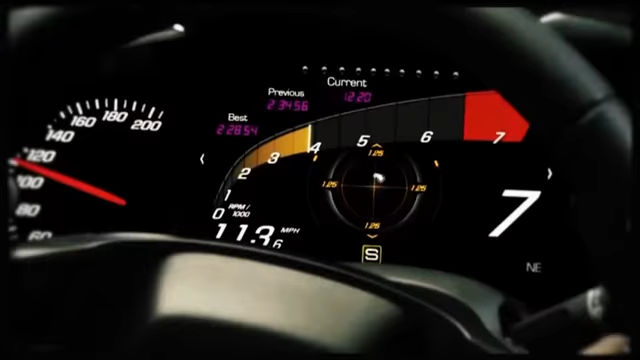 Current
12:20
Previous
2:34:56
Best
2:26:54
160 180 200
140
120
100
80
60
0 1 2 3 4 5 6 7
RPM/
1000
113.6 MPH
1.25
1.25 1.25
1.25
7
S
NE